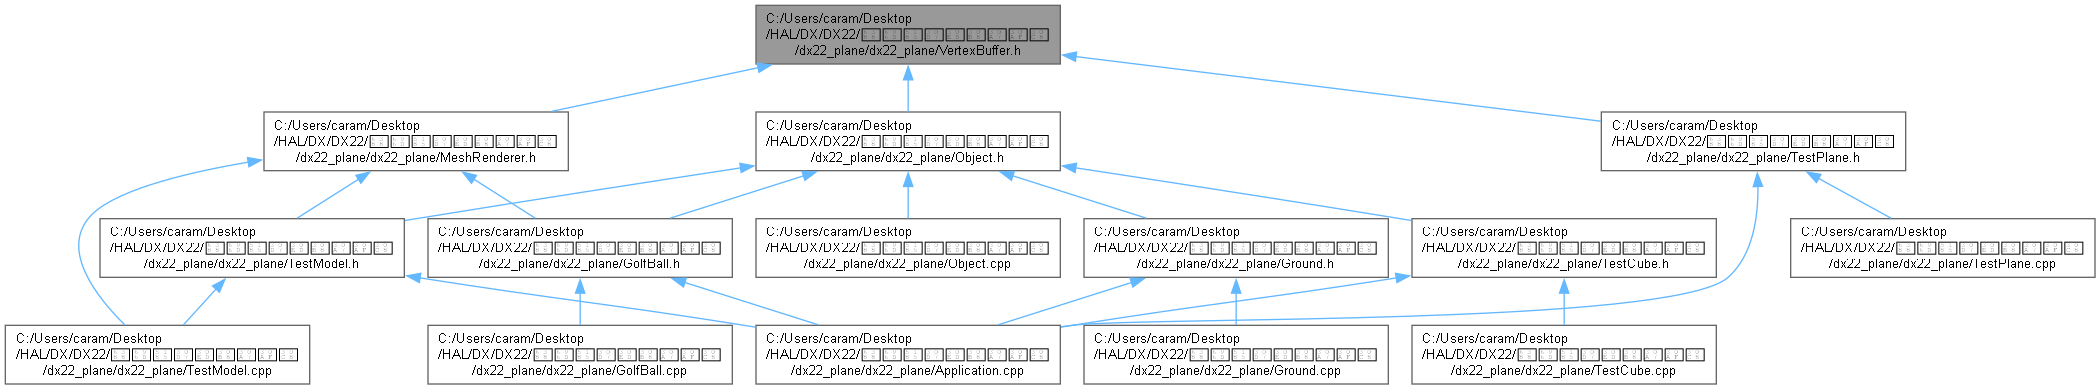 C:/Users/caram/Desktop
/HAL/DX/DX22/
/dx22_plane/dx22_plane/VertexBuffer.h
C:/Users/caram/Desktop
/HAL/DX/DX22/
/dx22_plane/dx22_plane/MeshRenderer.h
C:/Users/caram/Desktop
/HAL/DX/DX22/
/dx22_plane/dx22_plane/Object.h
C:/Users/caram/Desktop
/HAL/DX/DX22/
/dx22_plane/dx22_plane/TestPlane.h
C:/Users/caram/Desktop
/HAL/DX/DX22/
/dx22_plane/dx22_plane/TestModel.h
C:/Users/caram/Desktop
/HAL/DX/DX22/
/dx22_plane/dx22_plane/GolfBall.h
C:/Users/caram/Desktop
/HAL/DX/DX22/
/dx22_plane/dx22_plane/Object.cpp
C:/Users/caram/Desktop
/HAL/DX/DX22/
/dx22_plane/dx22_plane/Ground.h
C:/Users/caram/Desktop
/HAL/DX/DX22/
/dx22_plane/dx22_plane/TestCube.h
C:/Users/caram/Desktop
/HAL/DX/DX22/
/dx22_plane/dx22_plane/TestPlane.cpp
C:/Users/caram/Desktop
/HAL/DX/DX22/
/dx22_plane/dx22_plane/TestModel.cpp
C:/Users/caram/Desktop
/HAL/DX/DX22/
/dx22_plane/dx22_plane/GolfBall.cpp
C:/Users/caram/Desktop
/HAL/DX/DX22/
/dx22_plane/dx22_plane/Application.cpp
C:/Users/caram/Desktop
/HAL/DX/DX22/
/dx22_plane/dx22_plane/Ground.cpp
C:/Users/caram/Desktop
/HAL/DX/DX22/
/dx22_plane/dx22_plane/TestCube.cpp